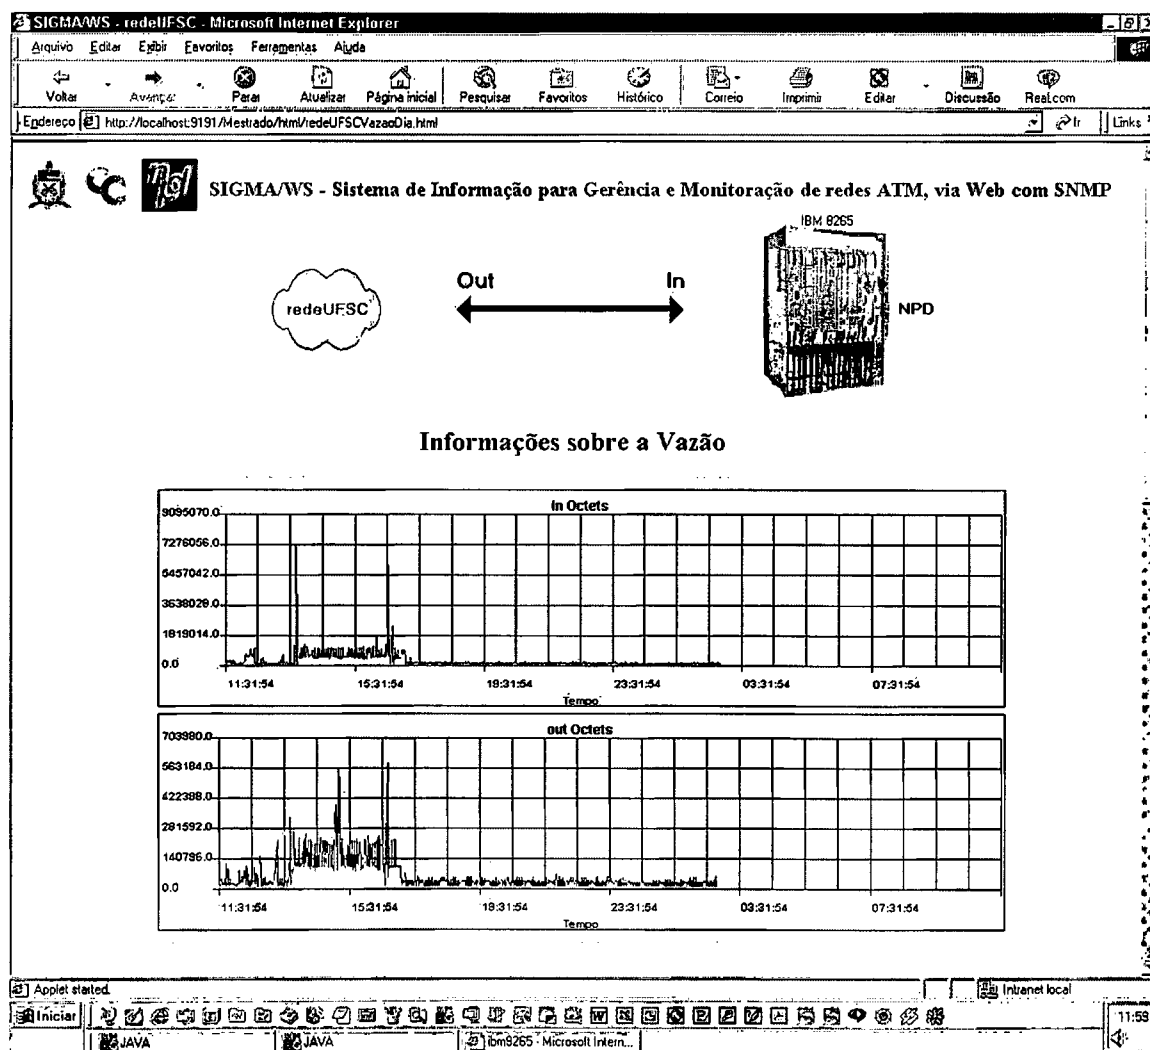 SIGMA/WS - redeUFSC - Microsoft Internet Explorer
Arquivo Editar Exibir Favoritos Ferramentas Ajuda
Voltar Avançar Parar Atualizar Página inicial Pesquisar Favoritos Histórico Correio Imprimir Editar Discussão Real.com
Endereço http://localhost:9191/Mestrado/html/redeUFSCVazaoDia.html Ir Links
SIGMA/WS - Sistema de Informação para Gerência e Monitoração de redes ATM, via Web com SNMP
IBM 8265
Out In
redeUFSC
NPD
Informações sobre a Vazão
In Octets
9095070.0
7276056.0
5457042.0
3638028.0
1819014.0
0.0
11:31:54 15:31:54 19:31:54 23:31:54 03:31:54 07:31:54
Tempo
out Octets
703980.0
563184.0
422388.0
281592.0
140796.0
0.0
11:31:54 15:31:54 19:31:54 23:31:54 03:31:54 07:31:54
Tempo
Applet started. Intranet local
Iniciar 11:59
JAVA JAVA ibm8265 - Microsoft Intern...